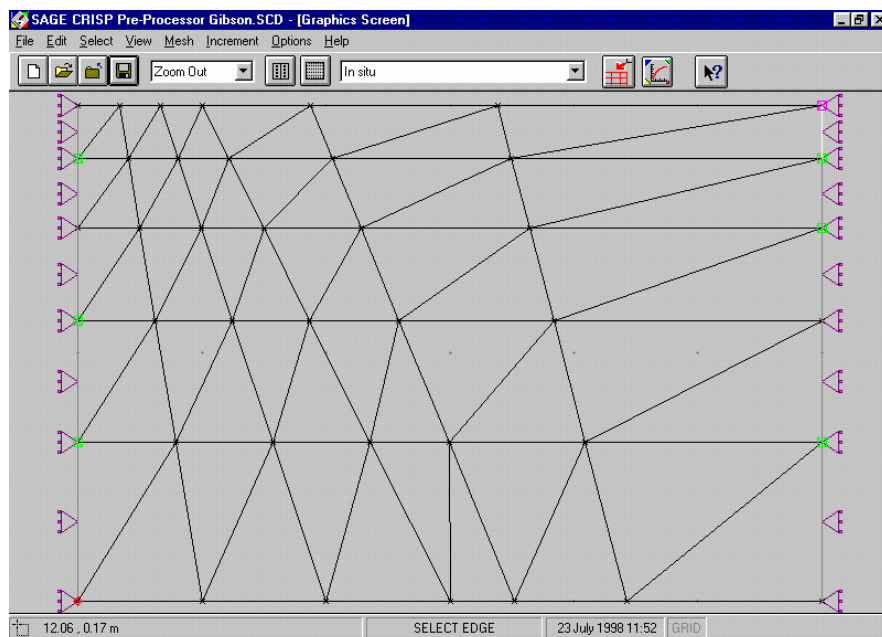 SAGE CRISP Pre-Processor Gibson.SCD - [Graphics Screen]
File Edit Select View Mesh Increment Options Help
Zoom Out In situ
12.06 , 0.17 m SELECT EDGE 23 July 1998 11:52 GRID